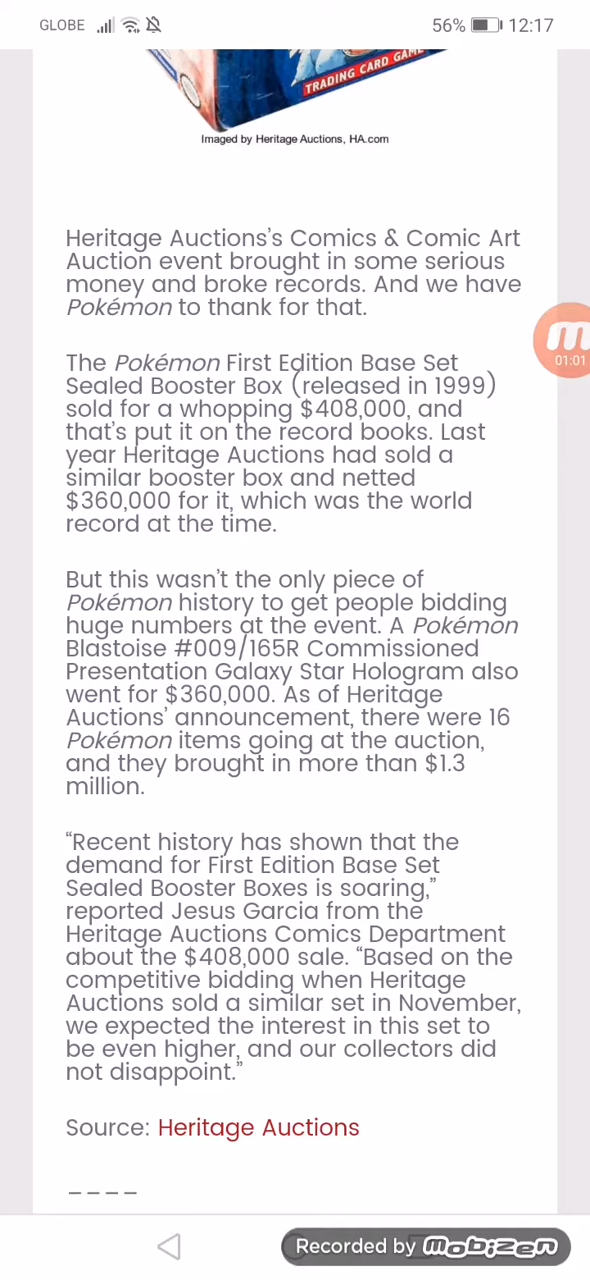 GLOBE 56% 12:17
TRADING CARD GAME
Imaged by Heritage Auctions, HA.com
Heritage Auctions's Comics & Comic Art
Auction event brought in some serious
money and broke records. And we have
Pokémon to thank for that.
01:01
The Pokémon First Edition Base Set
Sealed Booster Box (released in 1999)
sold for a whopping $408,000, and
that's put it on the record books. Last
year Heritage Auctions had sold a
similar booster box and netted
$360,000 for it, which was the world
record at the time.
But this wasn't the only piece of
Pokémon history to get people bidding
huge numbers at the event. A Pokémon
Blastoise #009/165R Commissioned
Presentation Galaxy Star Hologram also
went for $360,000. As of Heritage
Auctions' announcement, there were 16
Pokémon items going at the auction,
and they brought in more than $1.3
million.
“Recent history has shown that the
demand for First Edition Base Set
Sealed Booster Boxes is soaring,”
reported Jesus Garcia from the
Heritage Auctions Comics Department
about the $408,000 sale. “Based on the
competitive bidding when Heritage
Auctions sold a similar set in November,
we expected the interest in this set to
be even higher, and our collectors did
not disappoint.”
Source: Heritage Auctions
----
Recorded by mobizen